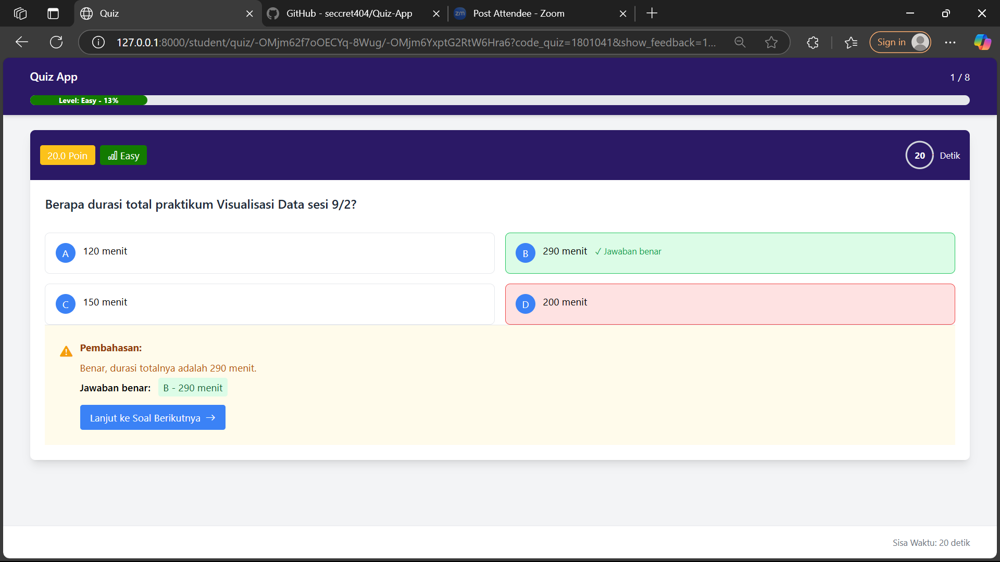 Quiz
GitHub - seccret404/Quiz-App
zm Post Attendee - Zoom
127.0.0.1:8000/student/quiz/-OMjm62f7oOECYq-8Wug/-OMjm6YxptG2RtW6Hra6?code_quiz=1801041&show_feedback=1...
Sign in
Quiz App
1 / 8
Level: Easy - 13%
20.0 Poin
Easy
20 Detik
Berapa durasi total praktikum Visualisasi Data sesi 9/2?
A 120 menit
B 290 menit ✓ Jawaban benar
C 150 menit
D 200 menit
Pembahasan:
Benar, durasi totalnya adalah 290 menit.
Jawaban benar: B - 290 menit
Lanjut ke Soal Berikutnya →
Sisa Waktu: 20 detik